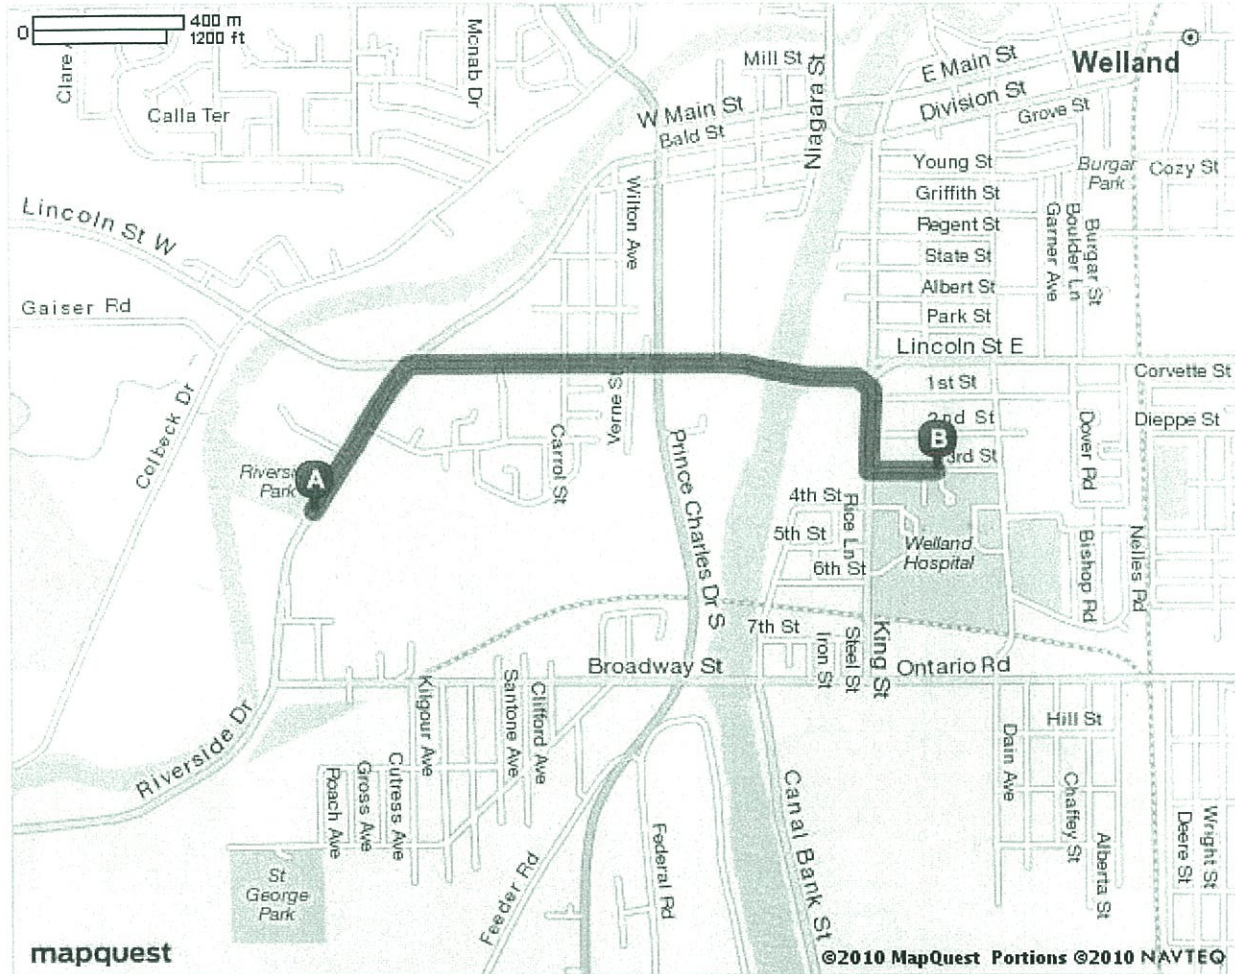 0
400 m
1200 ft
Clare
Mcnab Dr
Calla Ter
Mill St
Niagara St
E Main St
Welland
Division St
W Main St
Bald St
Grove St
Young St
Burgar
Park
Cozy St
Griffith St
Wilton Ave
Regent St
Garner Ave
Boulder Ln
Burgar St
Lincoln St W
State St
Albert St
Gaiser Rd
Park St
Lincoln St E
1st St
Corvette St
Verne St
2nd St
Dieppe St
Colbeck Dr
Carrol St
Prince Charles Dr S
B
3rd St
Dover Rd
Park
A
4th St
Rice Ln
5th St
Welland
Hospital
6th St
Bishop Rd
Nelles Rd
7th St
Iron St
Steel St
King St
Broadway St
Ontario Rd
Kilgour Ave
Santone Ave
Clifford Ave
Riverside Dr
Hill St
Dain Ave
Roach Ave
Gross Ave
Cutress Ave
Canal Bank St
Chaffey St
Alberta St
Deere St
Wright St
Federal Rd
Feeder Rd
St
George
Park
mapquest
©2010 MapQuest Portions ©2010 NAVTEQ